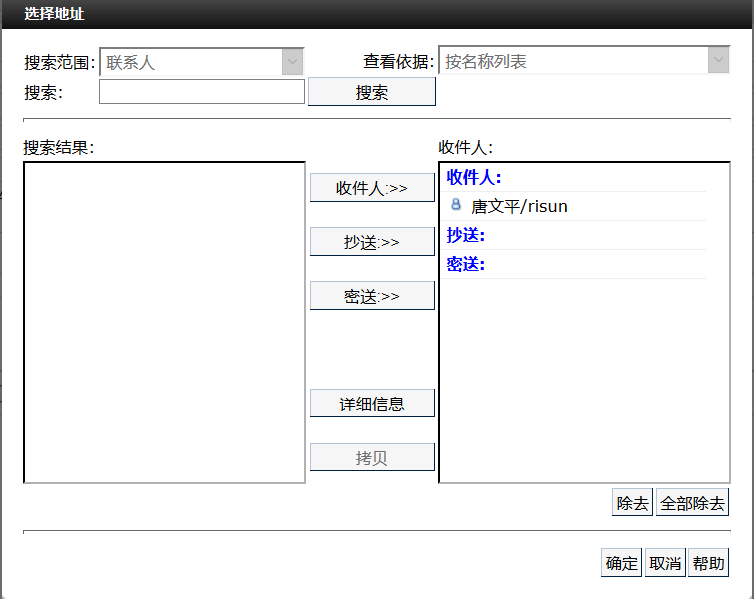 选择地址
搜索范围: 联系人 查看依据: 按名称列表
搜索: 搜索
搜索结果: 收件人:
收件人:>>
抄送:>>
密送:>>
详细信息
拷贝
收件人:
唐文平/risun
抄送:
密送:
除去 全部除去
确定 取消 帮助